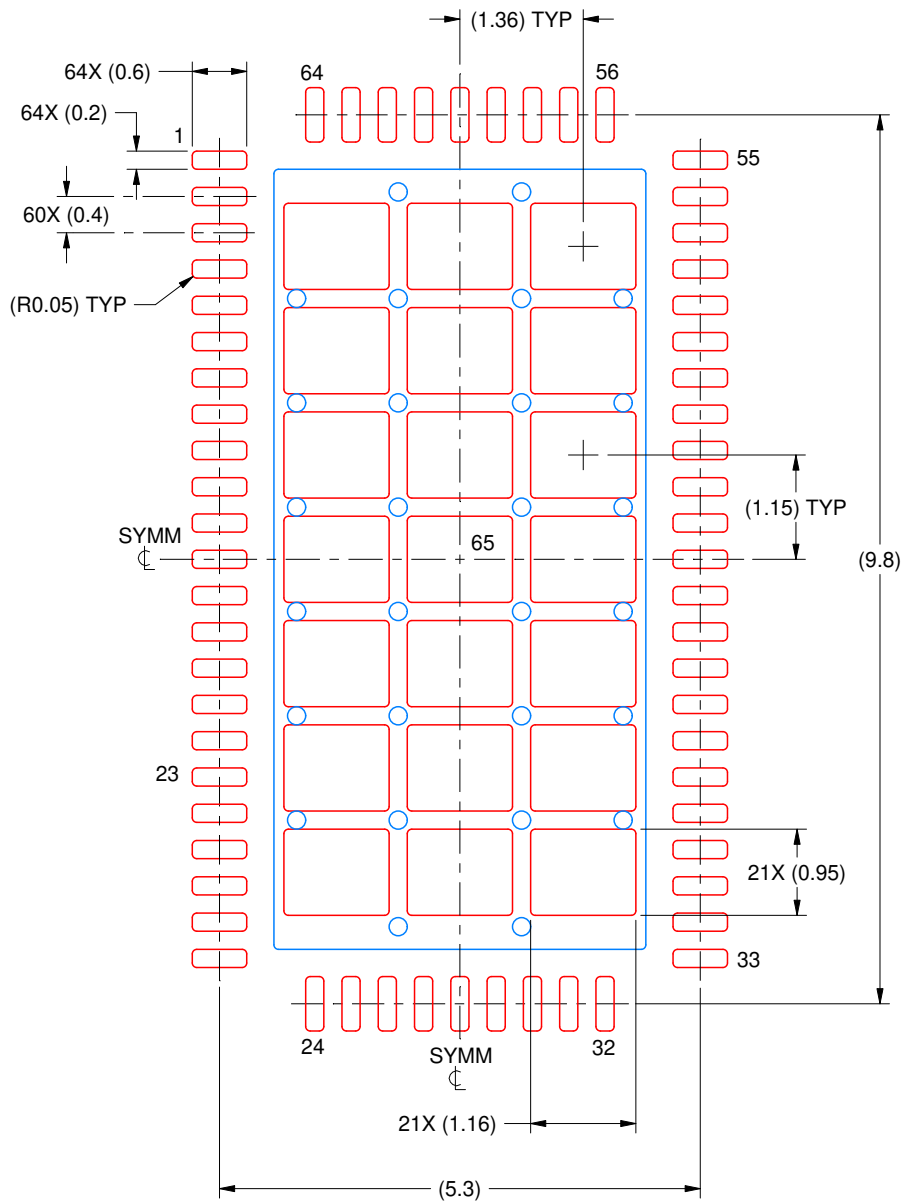 (1.36) TYP
64X (0.6)
64
56
64X (0.2)
1
55
60X (0.4)
(R0.05) TYP
(1.15) TYP
SYMM
65
(9.8)
23
21X (0.95)
33
24
32
SYMM
21X (1.16)
(5.3)